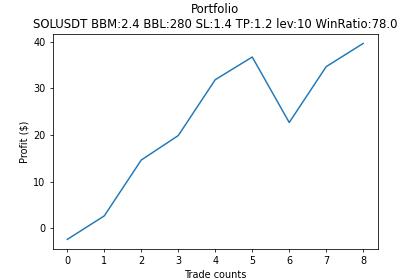 Portfolio
SOLUSDT BBM:2.4 BBL:280 SL:1.4 TP:1.2 lev:10 WinRatio:78.0
Profit ($)
40
30
20
10
0
0 1 2 3 4 5 6 7 8
Trade counts